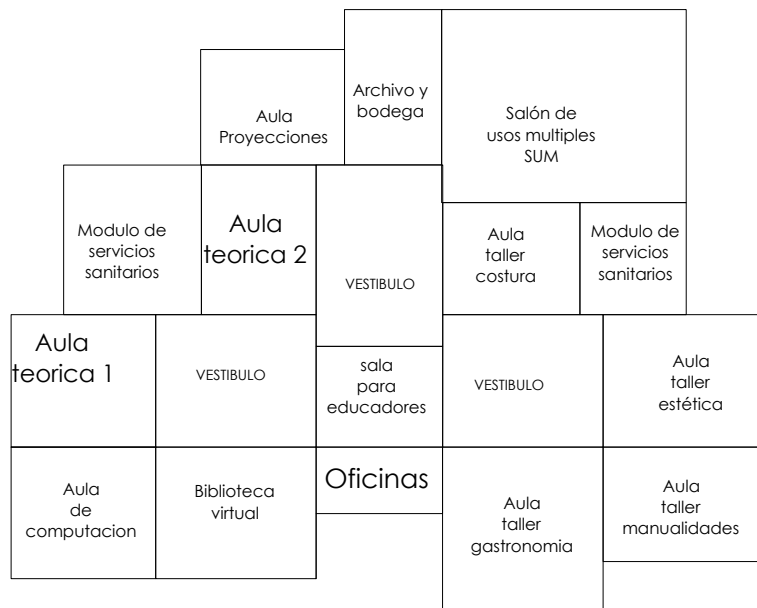 Archivo y
bodega
Aula
Proyecciones
Salón de
usos multiples
SUM
Modulo de
servicios
sanitarios
Aula
teorica 2
VESTIBULO
Aula
taller
costura
Modulo de
servicios
sanitarios
Aula
teorica 1
VESTIBULO
sala
para
educadores
VESTIBULO
Aula
taller
estética
Aula
de
computacion
Biblioteca
virtual
Oficinas
Aula
taller
gastronomia
Aula
taller
manualidades